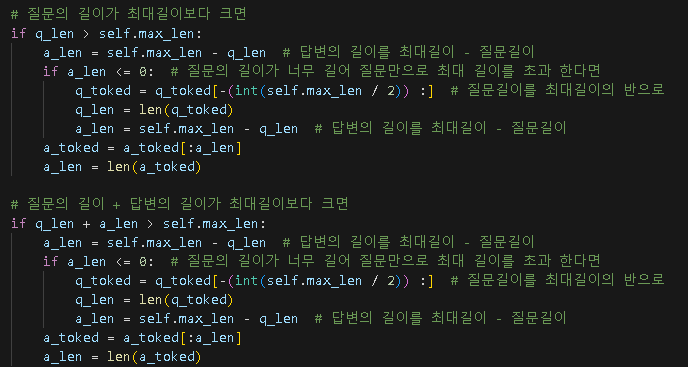 # 질문의 길이가 최대길이보다 크면
if q_len > self.max_len:
    a_len = self.max_len - q_len  # 답변의 길이를 최대길이 - 질문길이
    if a_len <= 0:  # 질문의 길이가 너무 길어 질문만으로 최대 길이를 초과 한다면
        q_toked = q_toked[-(int(self.max_len / 2)) :]  # 질문길이를 최대길이의 반으로
        q_len = len(q_toked)
        a_len = self.max_len - q_len  # 답변의 길이를 최대길이 - 질문길이
    a_toked = a_toked[:a_len]
    a_len = len(a_toked)

# 질문의 길이 + 답변의 길이가 최대길이보다 크면
if q_len + a_len > self.max_len:
    a_len = self.max_len - q_len  # 답변의 길이를 최대길이 - 질문길이
    if a_len <= 0:  # 질문의 길이가 너무 길어 질문만으로 최대 길이를 초과 한다면
        q_toked = q_toked[-(int(self.max_len / 2)) :]  # 질문길이를 최대길이의 반으로
        q_len = len(q_toked)
        a_len = self.max_len - q_len  # 답변의 길이를 최대길이 - 질문길이
    a_toked = a_toked[:a_len]
    a_len = len(a_toked)